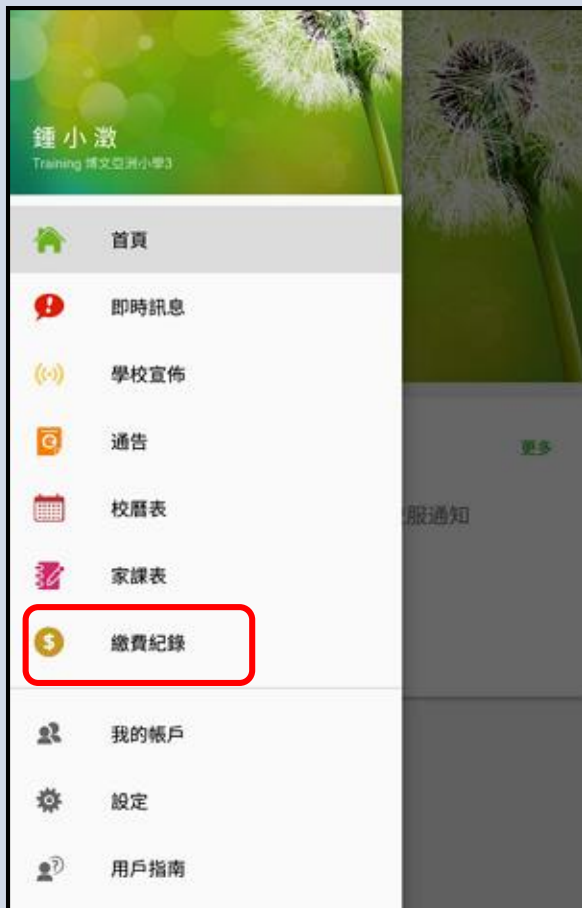 鍾小澂
Training 博文亞洲小學3
首頁
即時訊息
學校宣佈
通告
更多
校曆表
服通知
家課表
繳費紀錄
我的帳戶
設定
用戶指南